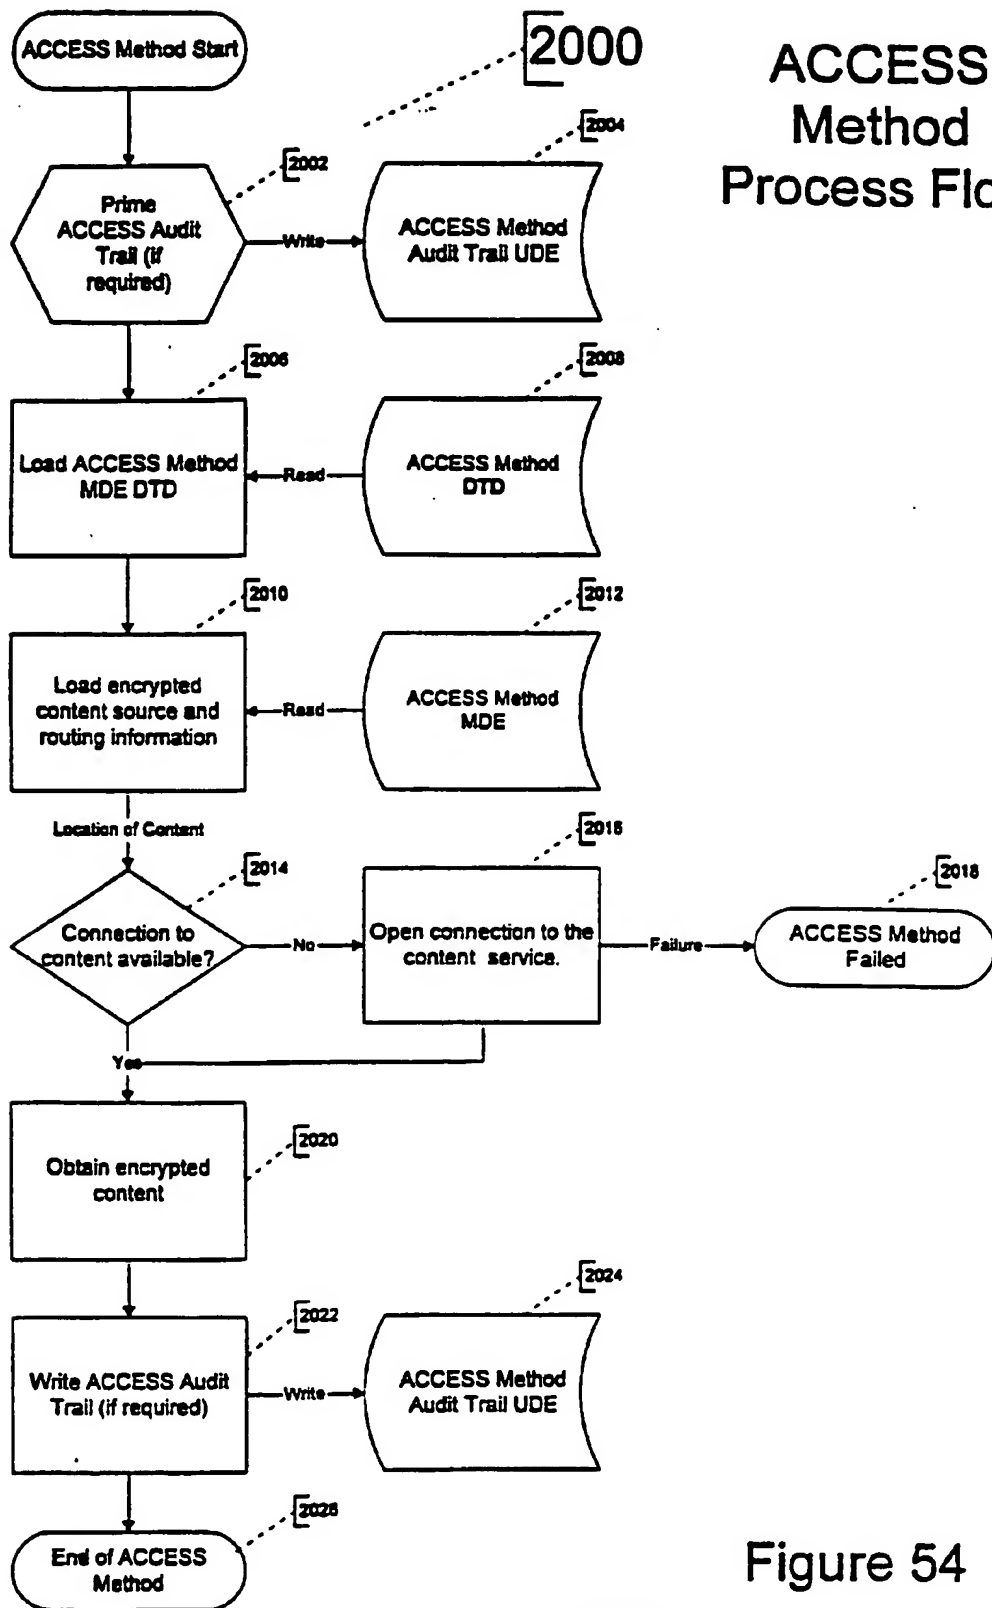 ACCESS Method Start
2000
ACCESS
Method
Process Flo
2002
2004
Prime
ACCESS Audit
Trail (if
required)
Write
ACCESS Method
Audit Trail UDE
2006
2008
Load ACCESS Method
MDE DTD
Read
ACCESS Method
DTD
2010
2012
Load encrypted
content source and
routing information
Read
ACCESS Method
MDE
Location of Content
2014
2016
2018
Connection to
content available?
No
Open connection to the
content service.
Failure
ACCESS Method
Failed
Yes
2020
Obtain encrypted
content
2022
2024
Write ACCESS Audit
Trail (if required)
Write
ACCESS Method
Audit Trail UDE
2026
End of ACCESS
Method
Figure 54